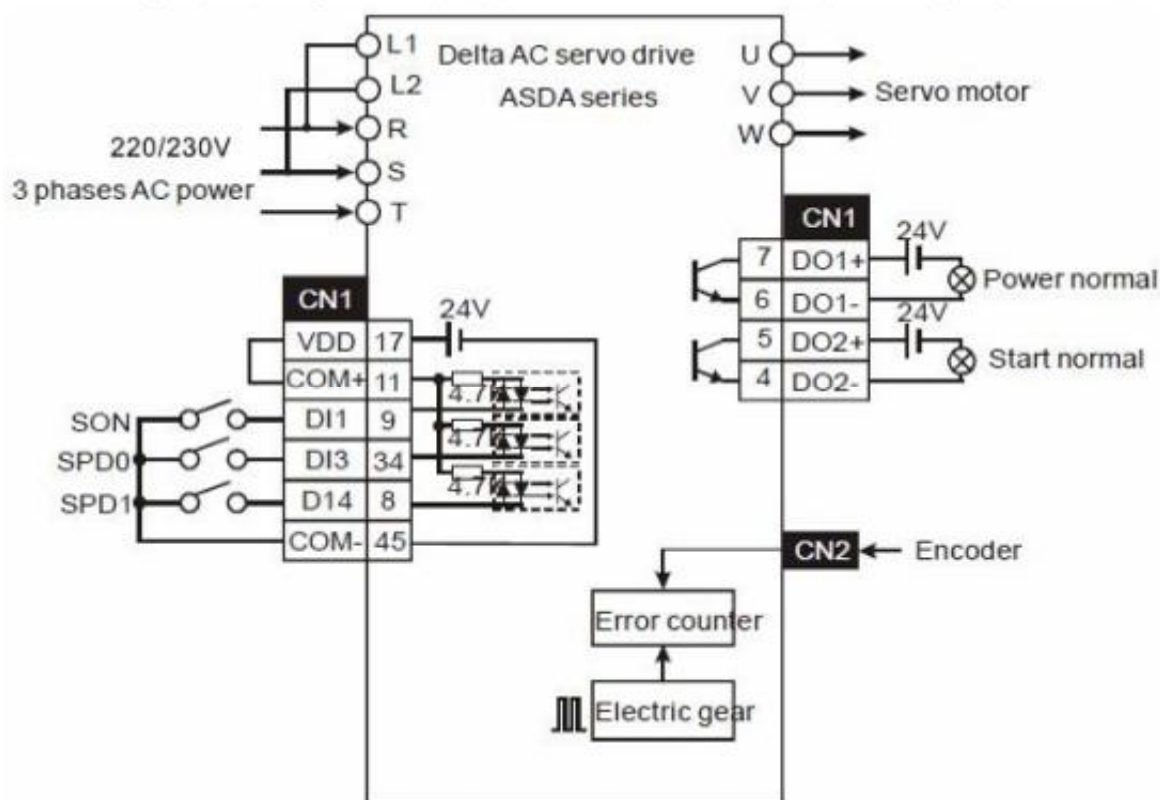 L1
Delta AC servo drive
ASDA series
L2
R
S
T
220/230V
3 phases AC power
U
V
W
Servo motor
CN1
VDD 17
24V
COM+ 11
SON DI1 9
SPD0 DI3 34
SPD1 D14 8
COM- 45
4.7
4.7
4.7
CN1
7 DO1+
24V
6 DO1-
Power normal
5 DO2+
24V
4 DO2-
Start normal
CN2
Encoder
Error counter
Electric gear